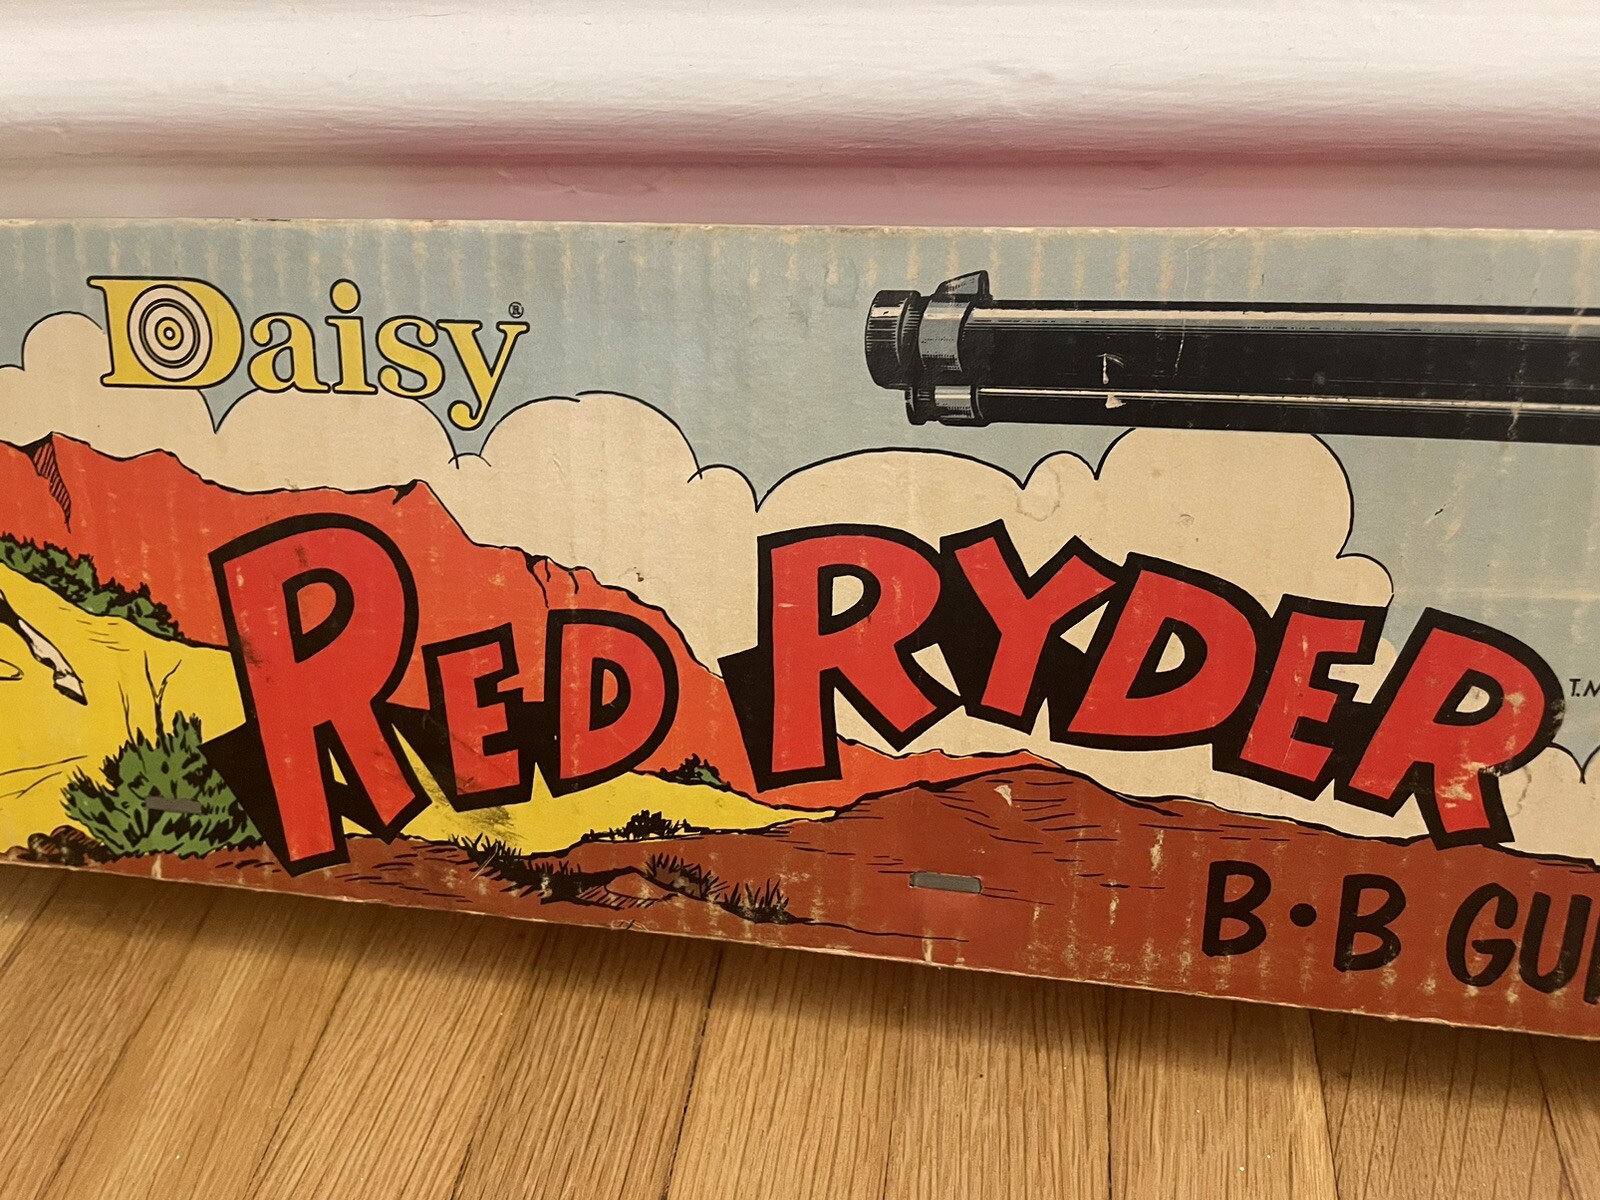 Daisy®
RED RYDER
B·B GU